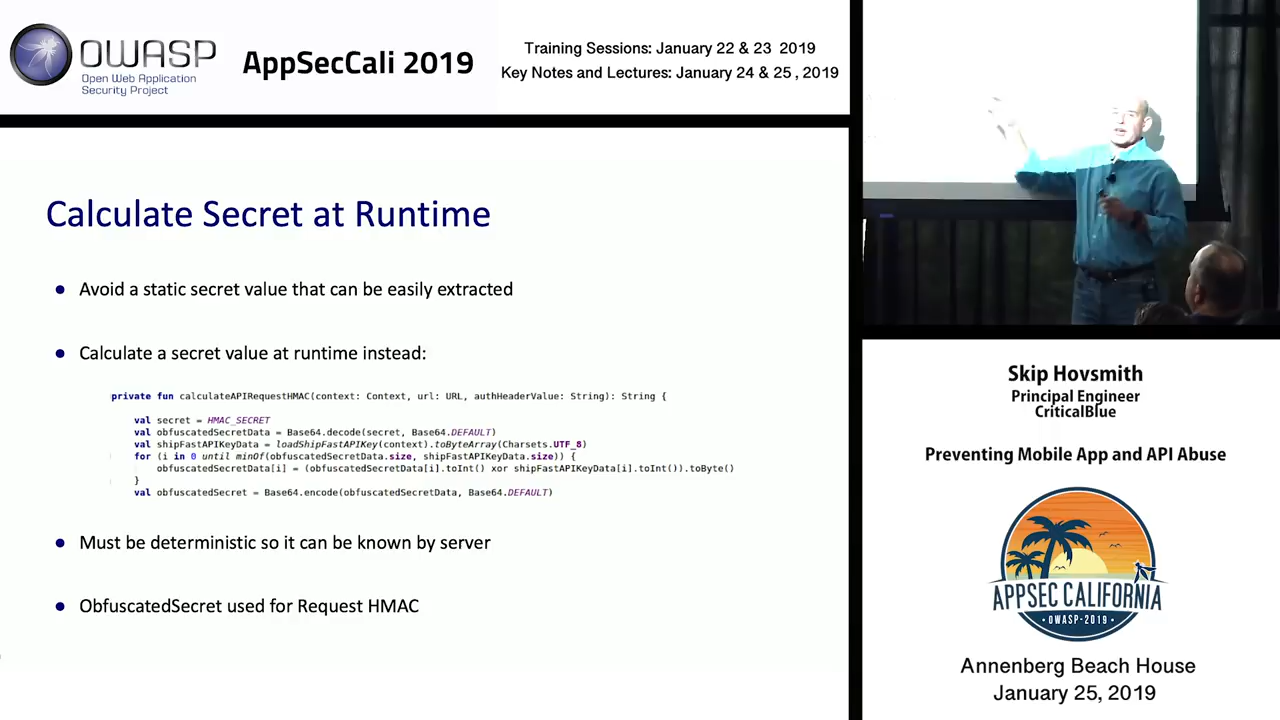 OWASP
Open Web Application
Security Project
AppSecCali 2019
Training Sessions: January 22 & 23 2019
Key Notes and Lectures: January 24 & 25 , 2019
Calculate Secret at Runtime
• Avoid a static secret value that can be easily extracted
• Calculate a secret value at runtime instead:
private fun calculateAPIRequestHMAC(context: Context, url: URL, authHeaderValue: String): String {
val secret = HMAC_SECRET
val obfuscatedSecretData = Base64.decode(secret, Base64.DEFAULT)
val shipFastAPIKeyData = loadShipFastAPIKey(context).toByteArray(Charsets.UTF_8)
for (i in 0 until minOf(obfuscatedSecretData.size, shipFastAPIKeyData.size)) {
obfuscatedSecretData[i] = (obfuscatedSecretData[i].toInt() xor shipFastAPIKeyData[i].toInt()).toByte()
}
val obfuscatedSecret = Base64.encode(obfuscatedSecretData, Base64.DEFAULT)
• Must be deterministic so it can be known by server
• ObfuscatedSecret used for Request HMAC
Skip Hovsmith
Principal Engineer
CriticalBlue
Preventing Mobile App and API Abuse
APPSEC CALIFORNIA
• OWASP-2019 •
Annenberg Beach House
January 25, 2019